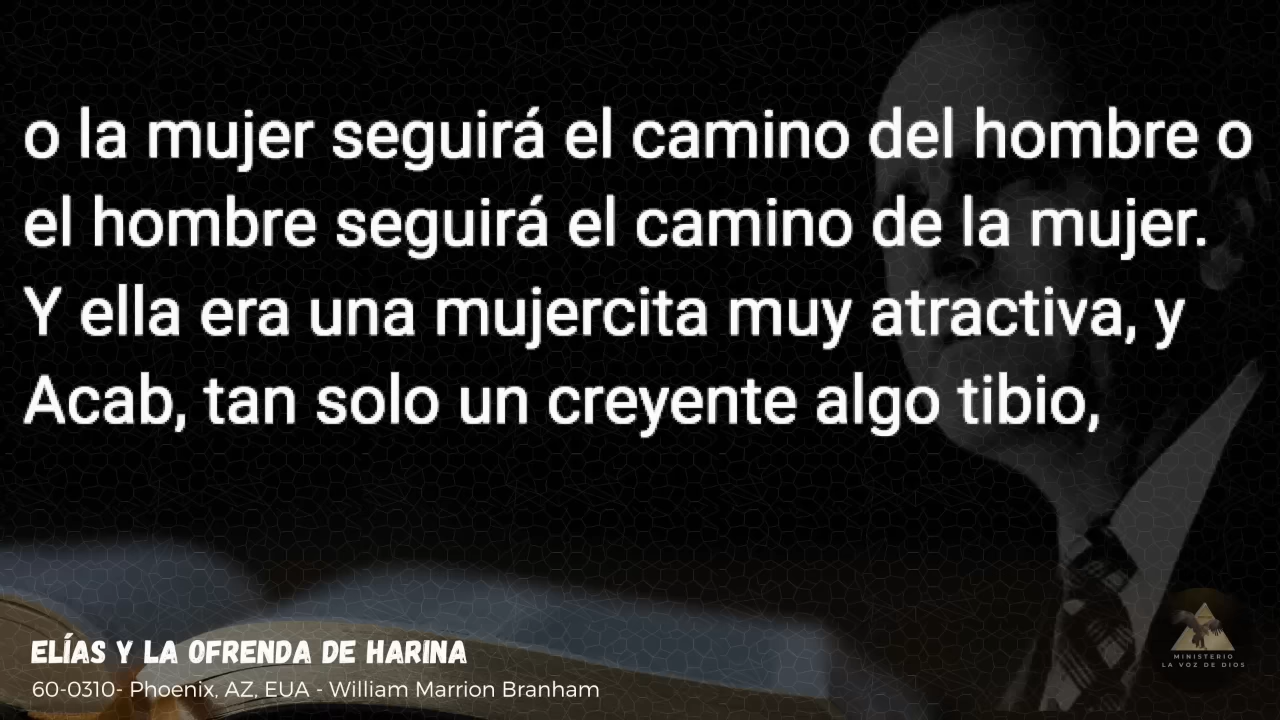 o la mujer seguirá el camino del hombre o
el hombre seguirá el camino de la mujer.
Y ella era una mujercita muy atractiva, y
Acab, tan solo un creyente algo tibio,
ELÍAS Y LA OFRENDA DE HARINA
60-0310- Phoenix, AZ, EUA - William Marrion Branham
MINISTERIO
LA VOZ DE DIOS